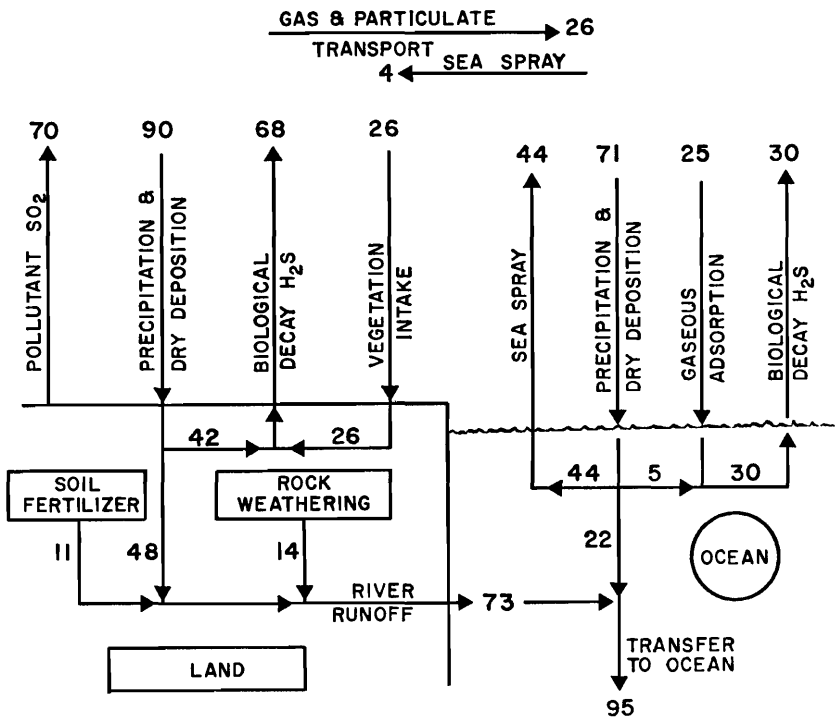 GAS & PARTICULATE
26
TRANSPORT
4
SEA SPRAY
70
90
68
26
44
71
25
30
POLLUTANT SO2
PRECIPITATION &
DRY DEPOSITION
BIOLOGICAL
DECAY H2S
VEGETATION
INTAKE
SEA SPRAY
PRECIPITATION &
DRY DEPOSITION
GASEOUS
ADSORPTION
BIOLOGICAL
DECAY H2S
42
26
44
5
30
SOIL
FERTILIZER
ROCK
WEATHERING
11
48
14
22
OCEAN
RIVER
RUNOFF
73
LAND
TRANSFER
TO OCEAN
95